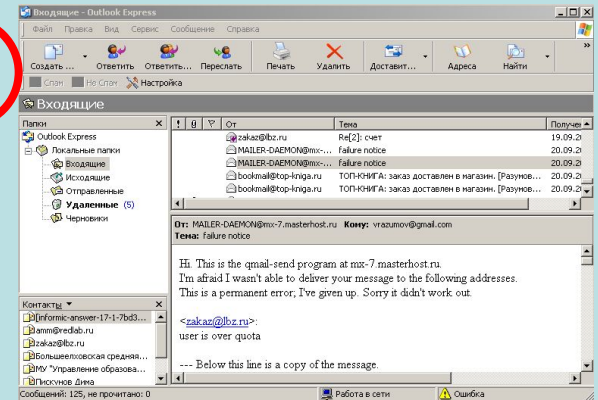 Входящие - Outlook Express
Файл Правка Вид Сервис Сообщение Справка
Создать ... Ответить Ответит... Переслать Печать Удалить Доставит... Адреса Найти »
Спам Не Спам Настройка
Входящие
Папки ×
Outlook Express
Локальные папки
Входящие
Исходящие
Отправленные
Удаленные (5)
Черновики
! От Тема Получен
zakaz@lbz.ru Re[2]: счет 19.09.20
MAILER-DAEMON@mx-... failure notice 20.09.20
MAILER-DAEMON@mx-... failure notice 20.09.20
bookmail@top-kniga.ru ТОП-КНИГА: заказ доставлен в магазин. [Разумов... 20.09.20
bookmail@top-kniga.ru ТОП-КНИГА: заказ доставлен в магазин. [Разумов... 20.09.20
От: MAILER-DAEMON@mx-7.masterhost.ru Кому: vrazumov@gmail.com
Тема: failure notice
Hi. This is the qmail-send program at mx-7.masterhost.ru.
I'm afraid I wasn't able to deliver your message to the following addresses.
This is a permanent error; I've given up. Sorry it didn't work out.
<zakaz@lbz.ru>:
user is over quota
--- Below this line is a copy of the message.
Контакты ×
[informic-answer-17-1-7bd3...
amm@redlab.ru
zakaz@lbz.ru
Большеелховская средняя...
МУ "Управление образова...
Пискунов Дима
Сообщений: 125, не прочитано: 0 Работа в сети Ошибка